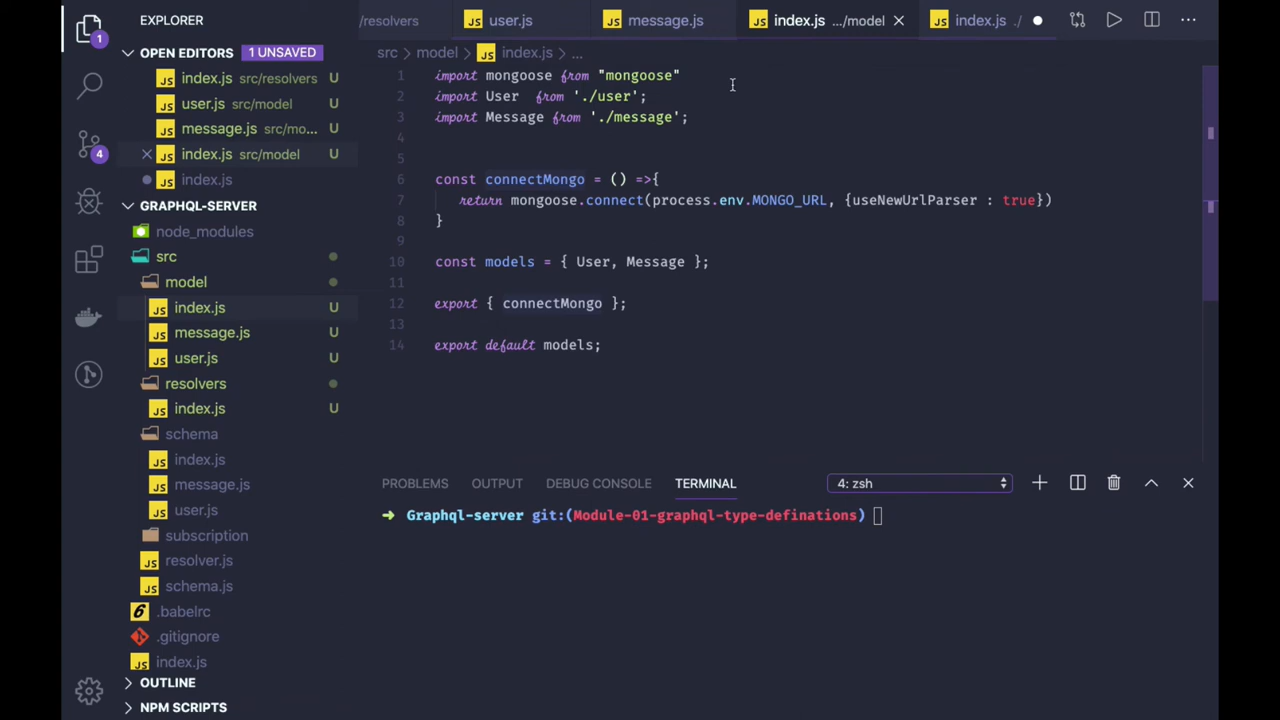 EXPLORER
/resolvers
user.js
message.js
index.js .../model
index.js ./
1
OPEN EDITORS 1 UNSAVED
index.js src/resolvers U
user.js src/model U
message.js src/mo... U
index.js src/model U
index.js
GRAPHQL-SERVER
node_modules
src
model
index.js U
message.js U
user.js U
resolvers
index.js U
schema
index.js
message.js
user.js
subscription
resolver.js
schema.js
6 .babelrc
.gitignore
index.js
OUTLINE
NPM SCRIPTS
4
src > model > JS index.js > ...
1 import mongoose from "mongoose"
2 import User  from './user';
3 import Message from './message';
4
5
6 const connectMongo = () =>{
7 return mongoose.connect(process.env.MONGO_URL, {useNewUrlParser : true})
8 }
9
10 const models = { User, Message };
11
12 export { connectMongo };
13
14 export default models;
PROBLEMS OUTPUT DEBUG CONSOLE TERMINAL 4: zsh
➜ Graphql-server git:(Module-01-graphql-type-definations)